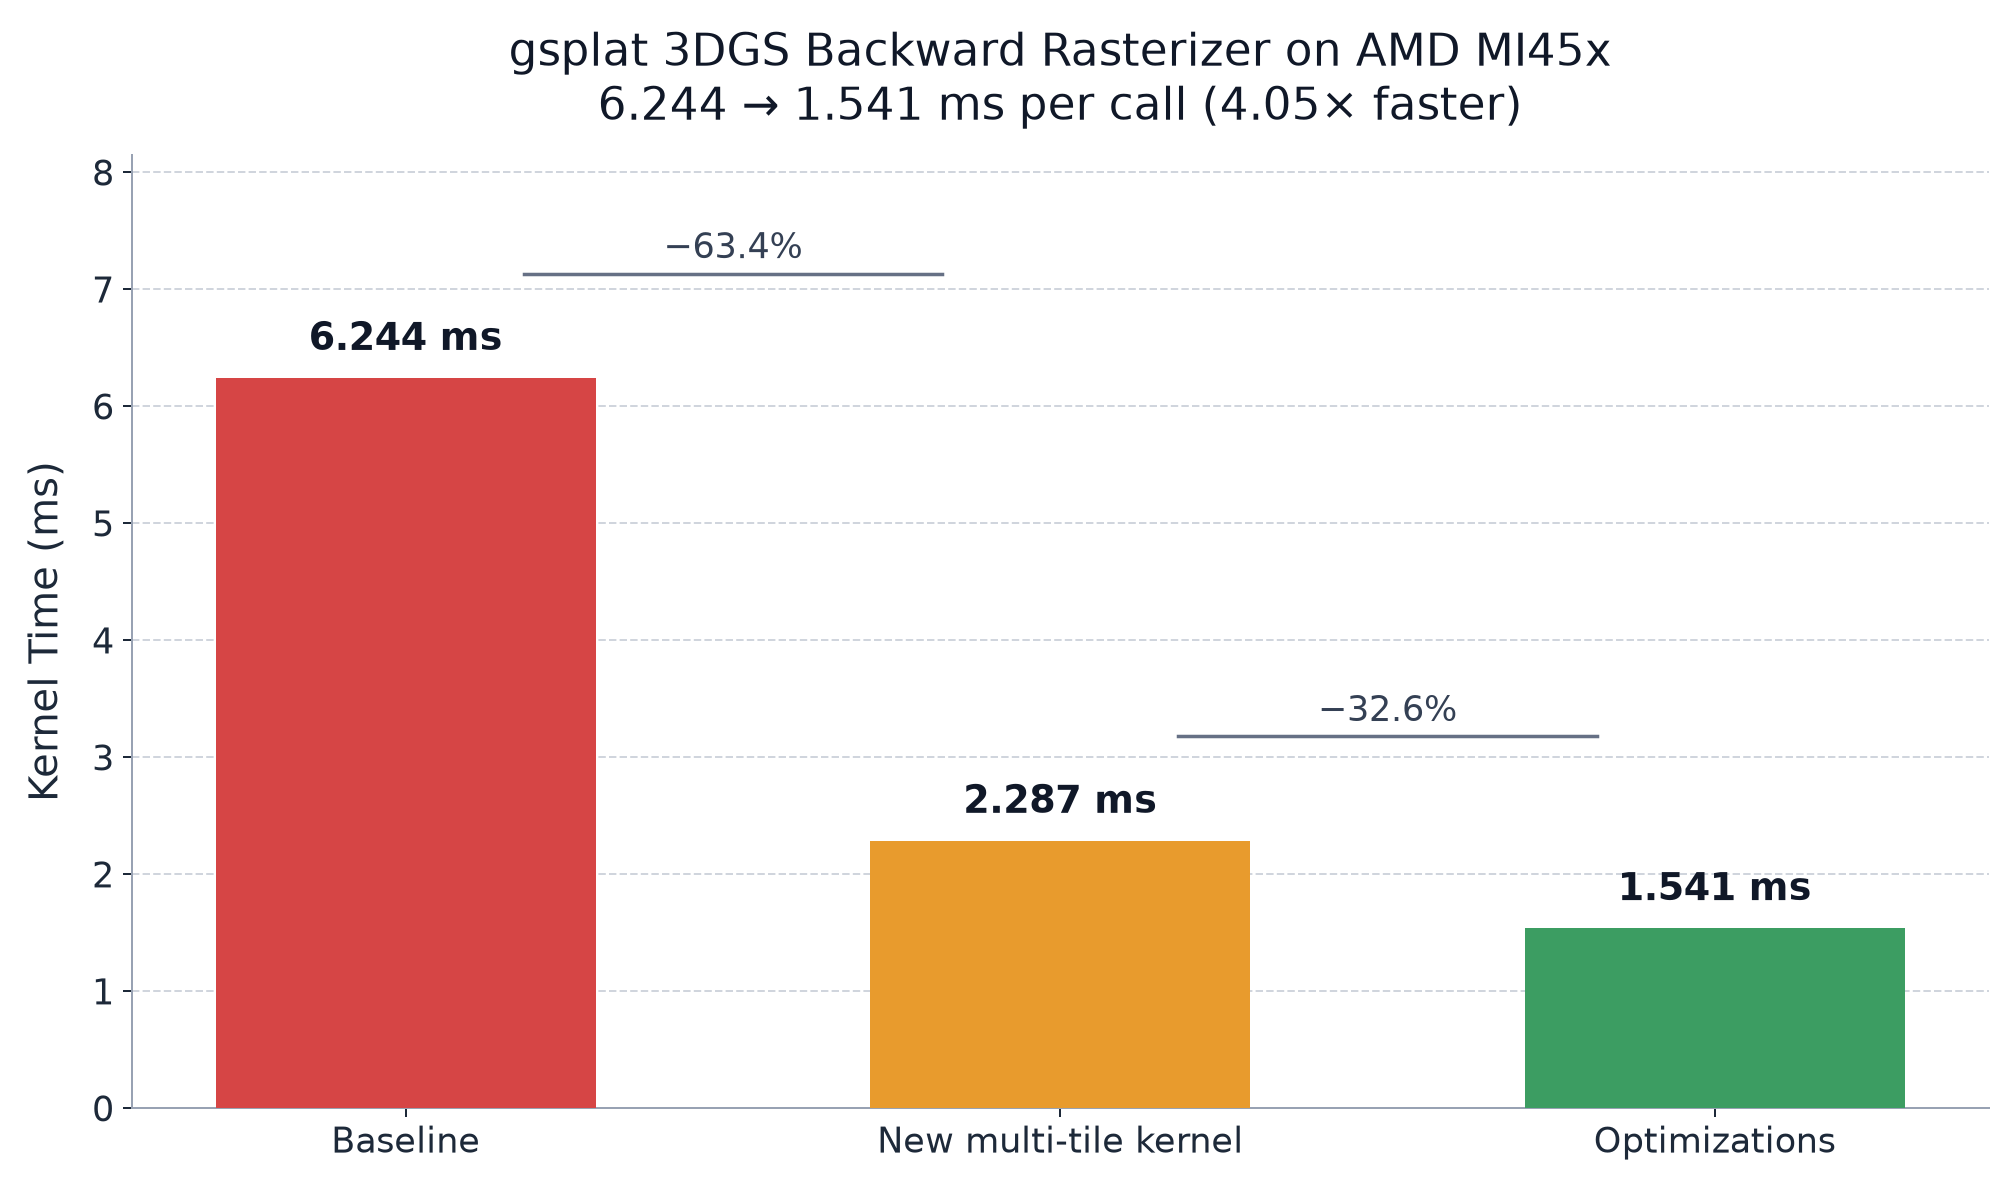 gsplat 3DGS Backward Rasterizer on AMD MI45x
6.244 → 1.541 ms per call (4.05× faster)
Kernel Time (ms)
8
7
6
5
4
3
2
1
0
−63.4%
6.244 ms
−32.6%
2.287 ms
1.541 ms
Baseline
New multi-tile kernel
Optimizations